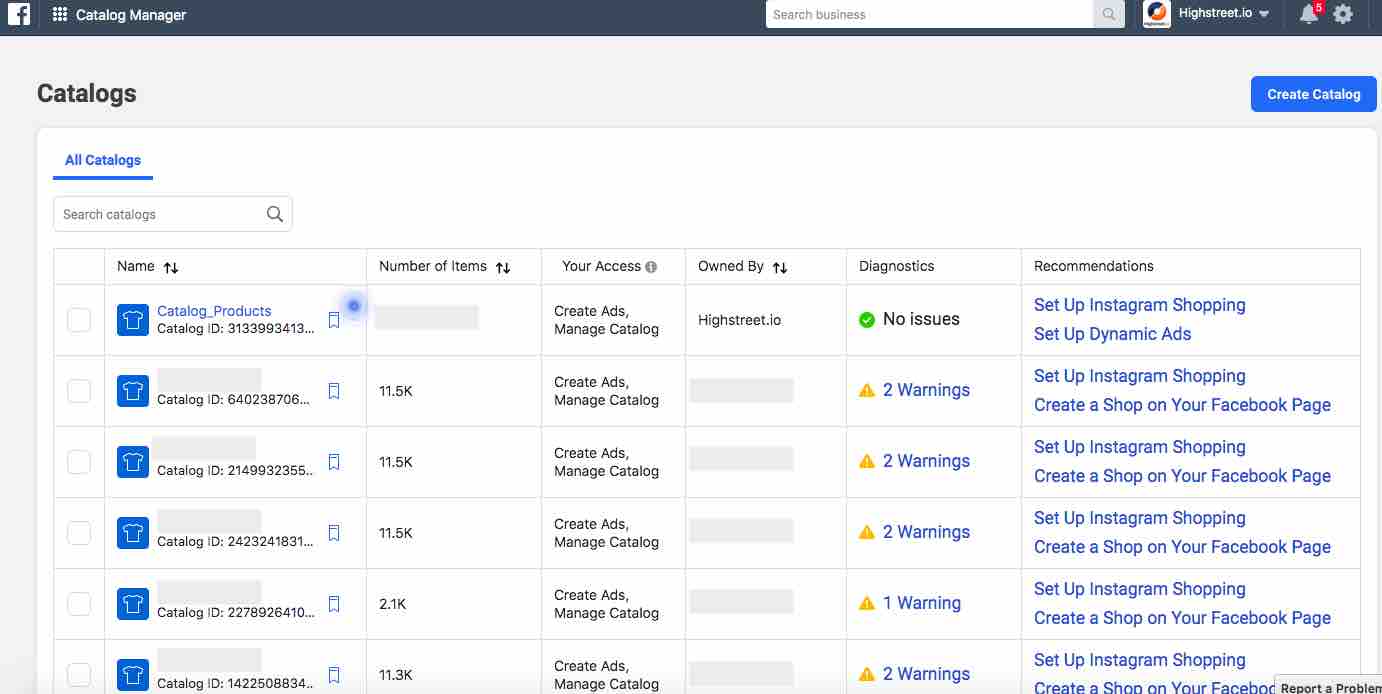 Catalog Manager
Search business
Highstreet.io
5
Catalogs
Create Catalog
All Catalogs
Search catalogs
Name
Number of Items
Your Access
Owned By
Diagnostics
Recommendations
Catalog_Products
Catalog ID: 3133993413...
Create Ads,
Manage Catalog
Highstreet.io
No issues
Set Up Instagram Shopping
Set Up Dynamic Ads
Catalog ID: 640238706...
11.5K
Create Ads,
Manage Catalog
2 Warnings
Set Up Instagram Shopping
Create a Shop on Your Facebook Page
Catalog ID: 2149932355..
11.5K
Create Ads,
Manage Catalog
2 Warnings
Set Up Instagram Shopping
Create a Shop on Your Facebook Page
Catalog ID: 2423241831...
11.5K
Create Ads,
Manage Catalog
2 Warnings
Set Up Instagram Shopping
Create a Shop on Your Facebook Page
Catalog ID: 2278926410...
2.1K
Create Ads,
Manage Catalog
1 Warning
Set Up Instagram Shopping
Create a Shop on Your Facebook Page
Catalog ID: 1422508834..
11.3K
Create Ads,
Manage Catalog
2 Warnings
Set Up Instagram Shopping
Create a Shop on Your Facebook Page
Report a Problem